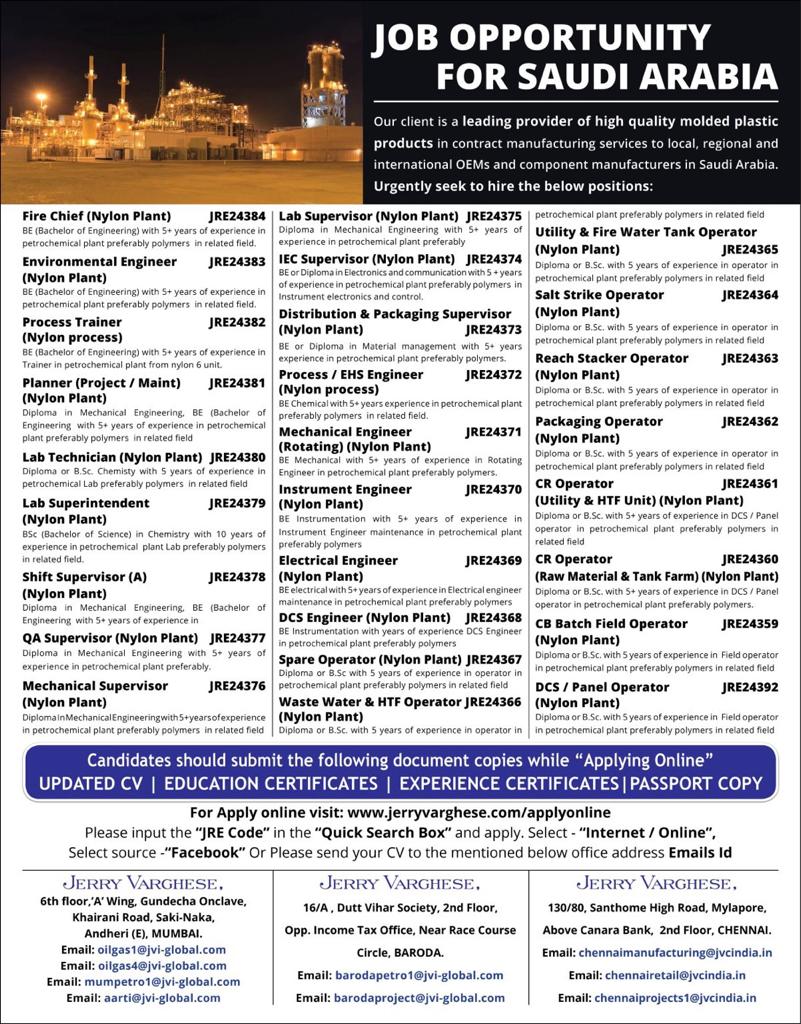 JOB OPPORTUNITY
FOR SAUDI ARABIA
Our client is a leading provider of high quality molded plastic
products in contract manufacturing services to local, regional and
international OEMs and component manufacturers in Saudi Arabia.
Urgently seek to hire the below positions:
Fire Chief (Nylon Plant) JRE24384
BE (Bachelor of Engineering) with 5+ years of experience in
petrochemical plant preferably polymers in related field.
Environmental Engineer JRE24383
(Nylon Plant)
BE (Bachelor of Engineering) with 5+ years of experience in
petrochemical plant preferably polymers in related field.
Process Trainer JRE24382
(Nylon process)
BE (Bachelor of Engineering) with 5+ years of experience in
Trainer in petrochemical plant from nylon 6 unit.
Planner (Project / Maint) JRE24381
(Nylon Plant)
Diploma in Mechanical Engineering, BE (Bachelor of
Engineering with 5+ years of experience in petrochemical
plant preferably polymers in related field
Lab Technician (Nylon Plant) JRE24380
Diploma or B.Sc. Chemisty with 5 years of experience in
petrochemical Lab preferably polymers in related field
Lab Superintendent JRE24379
(Nylon Plant)
BSc (Bachelor of Science) in Chemistry with 10 years of
experience in petrochemical plant Lab preferably polymers
in related field.
Shift Supervisor (A) JRE24378
(Nylon Plant)
Diploma in Mechanical Engineering, BE (Bachelor of
Engineering with 5+ years of experience in
QA Supervisor (Nylon Plant) JRE24377
Diploma in Mechanical Engineering with 5+ years of
experience in petrochemical plant preferably.
Mechanical Supervisor JRE24376
(Nylon Plant)
Diploma in Mechanical Engineering with 5+ years of experience
in petrochemical plant preferably polymers in related field
Lab Supervisor (Nylon Plant) JRE24375
Diploma in Mechanical Engineering with 5+ years of
experience in petrochemical plant preferably
IEC Supervisor (Nylon Plant) JRE24374
BE or Diploma in Electronics and communication with 5 + years
of experience in petrochemical plant preferably polymers in
Instrument electronics and control.
Distribution & Packaging Supervisor
(Nylon Plant) JRE24373
BE or Diploma in Material management with 5+ years
experience in petrochemical plant preferably polymers.
Process / EHS Engineer JRE24372
(Nylon process)
BE Chemical with 5+ years experience in petrochemical plant
preferably polymers in related field.
Mechanical Engineer JRE24371
(Rotating) (Nylon Plant)
BE Mechanical with 5+ years of experience in Rotating
Engineer in petrochemical plant preferably polymers.
Instrument Engineer JRE24370
(Nylon Plant)
BE Instrumentation with 5+ years of experience in
Instrument Engineer maintenance in petrochemical plant
preferably polymers
Electrical Engineer JRE24369
(Nylon Plant)
BE electrical with 5+ years of experience in Electrical engineer
maintenance in petrochemical plant preferably polymers
DCS Engineer (Nylon Plant) JRE24368
BE Instrumentation with years of experience DCS Engineer
in petrochemical plant preferably polymers
Spare Operator (Nylon Plant) JRE24367
Diploma or B.Sc with 5 years of experience in operator in
petrochemical plant preferably polymers in related field
Waste Water & HTF Operator JRE24366
(Nylon Plant)
Diploma or B.Sc. with 5 years of experience in operator in
petrochemical plant preferably polymers in related field
Utility & Fire Water Tank Operator
(Nylon Plant) JRE24365
Diploma or B.Sc. with 5 years of experience in operator in
petrochemical plant preferably polymers in related field
Salt Strike Operator JRE24364
(Nylon Plant)
Diploma or B.Sc. with 5 years of experience in operator in
petrochemical plant preferably polymers in related field
Reach Stacker Operator JRE24363
(Nylon Plant)
Diploma or B.Sc. with 5 years of experience in operator in
petrochemical plant preferably polymers in related field
Packaging Operator JRE24362
(Nylon Plant)
Diploma or B.Sc. with 5 years of experience in operator in
petrochemical plant preferably polymers in related field
CR Operator JRE24361
(Utility & HTF Unit) (Nylon Plant)
Diploma or B.Sc. with 5+ years of experience in DCS / Panel
operator in petrochemical plant preferably polymers in
related field
CR Operator JRE24360
(Raw Material & Tank Farm) (Nylon Plant)
Diploma or B.Sc. with 5+ years of experience in DCS / Panel
operator in petrochemical plant preferably polymers.
CB Batch Field Operator JRE24359
(Nylon Plant)
Diploma or B.Sc. with 5 years of experience in Field operator
in petrochemical plant preferably polymers in related field
DCS / Panel Operator JRE24392
(Nylon Plant)
Diploma or B.Sc. with 5 years of experience in Field operator
in petrochemical plant preferably polymers in related field
Candidates should submit the following document copies while “Applying Online”
UPDATED CV | EDUCATION CERTIFICATES | EXPERIENCE CERTIFICATES|PASSPORT COPY
For Apply online visit: www.jerryvarghese.com/applyonline
Please input the “JRE Code” in the “Quick Search Box” and apply. Select - “Internet / Online”,
Select source -“Facebook” Or Please send your CV to the mentioned below office address Emails Id
JERRY VARGHESE,
6th floor,‘A’ Wing, Gundecha Onclave,
Khairani Road, Saki-Naka,
Andheri (E), MUMBAI.
Email: oilgas1@jvi-global.com
Email: oilgas4@jvi-global.com
Email: mumpetro1@jvi-global.com
Email: aarti@jvi-global.com
JERRY VARGHESE,
16/A , Dutt Vihar Society, 2nd Floor,
Opp. Income Tax Office, Near Race Course
Circle, BARODA.
Email: barodapetro1@jvi-global.com
Email: barodaproject@jvi-global.com
JERRY VARGHESE,
130/80, Santhome High Road, Mylapore,
Above Canara Bank, 2nd Floor, CHENNAI.
Email: chennaimanufacturing@jvcindia.in
Email: chennairetail@jvcindia.in
Email: chennaiprojects1@jvcindia.in